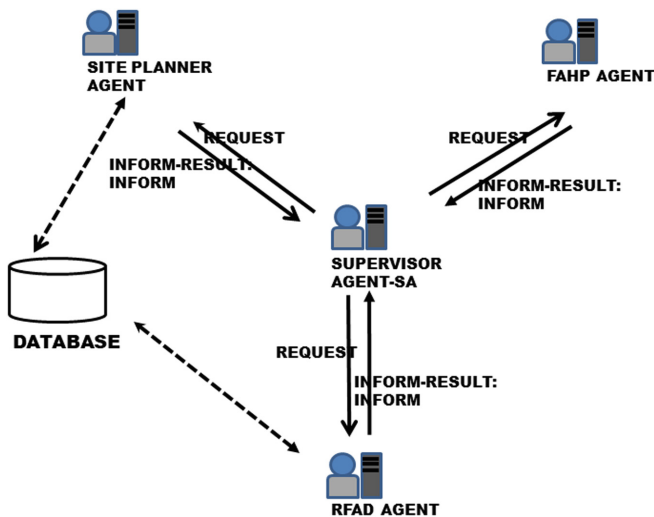 SITE PLANNER
AGENT
FAHP AGENT
REQUEST
INFORM-RESULT:
INFORM
REQUEST
INFORM-RESULT:
INFORM
SUPERVISOR
AGENT-SA
DATABASE
REQUEST
INFORM-RESULT:
INFORM
RFAD AGENT